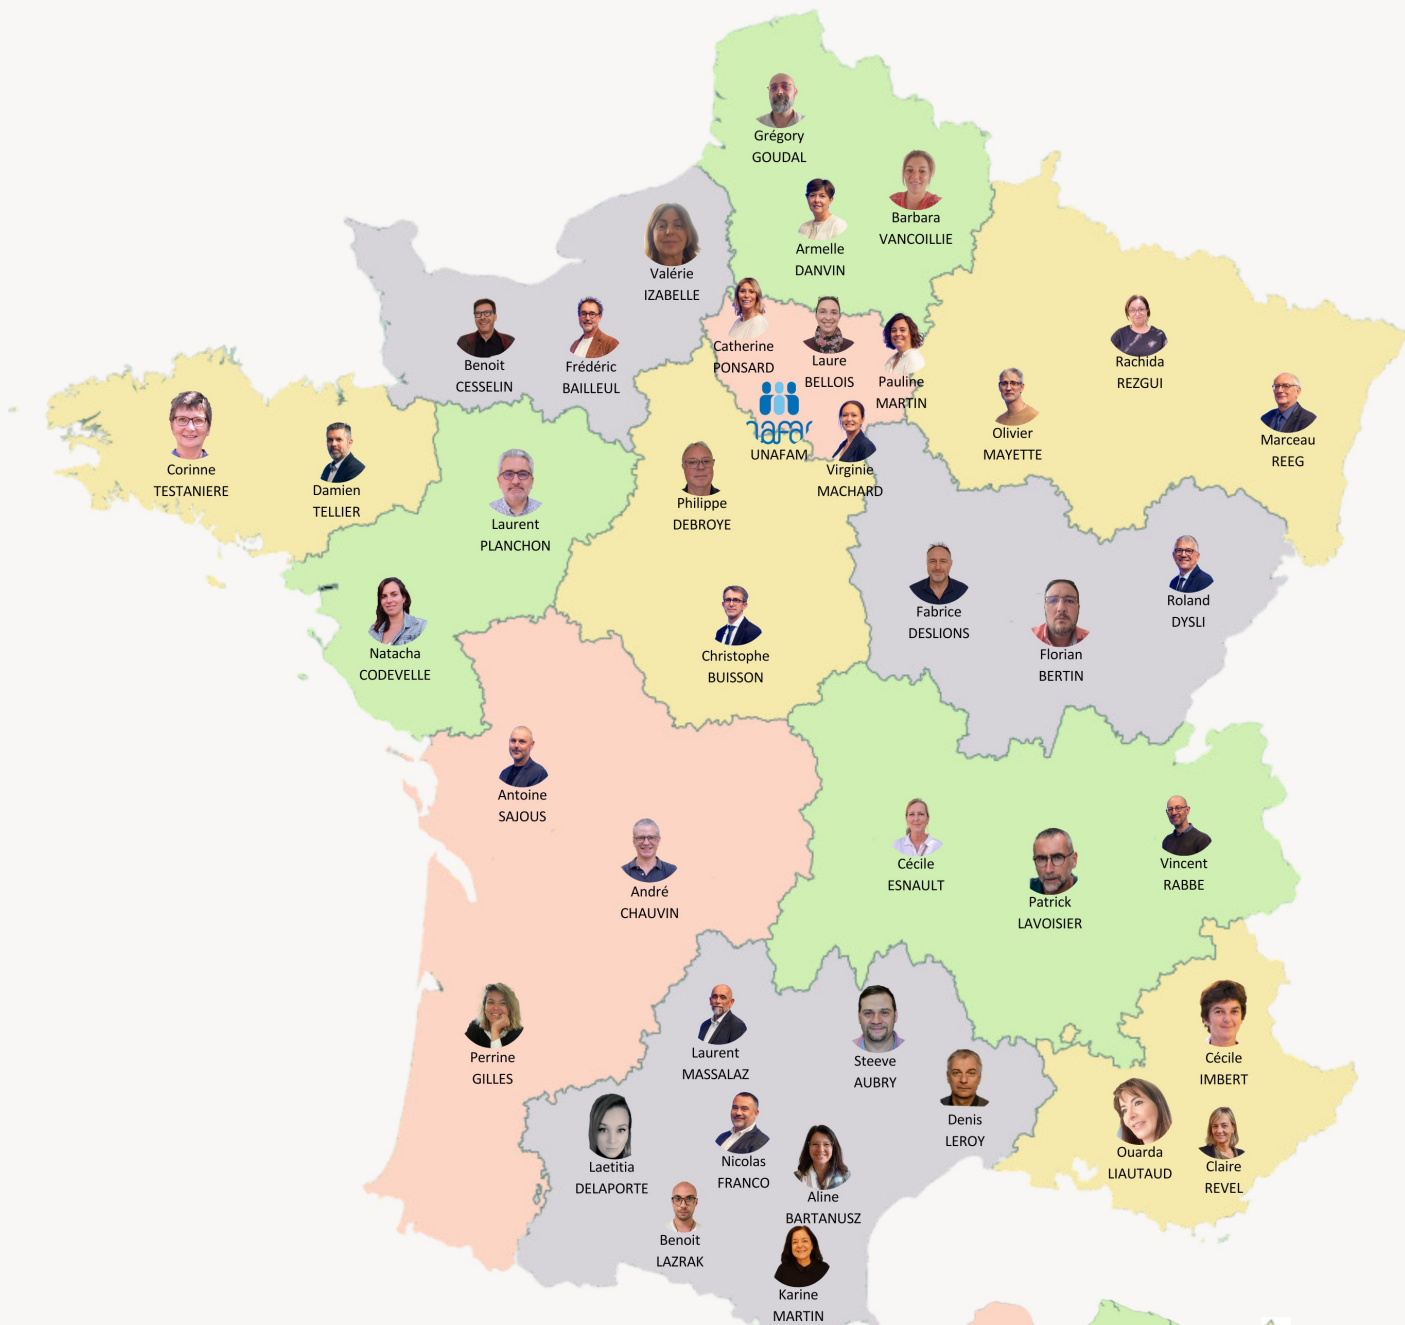 Grégory
GOUDAL
Barbara
VANCOILLIE
Armelle
DANVIN
Valérie
IZABELLE
Benoit
CESSELIN
Frédéric
BAILLEUL
Catherine
PONSARD
Laure
BELLOIS
Pauline
MARTIN
UNAFAM
Virginie
MACHARD
Rachida
REZGUI
Olivier
MAYETTE
Marceau
REEG
Corinne
TESTANIERE
Damien
TELLIER
Laurent
PLANCHON
Philippe
DEBROYE
Natacha
CODEVELLE
Christophe
BUISSON
Fabrice
DESLIONS
Florian
BERTIN
Roland
DYSLI
Antoine
SAJOUS
André
CHAUVIN
Cécile
ESNAULT
Patrick
LAVOISIER
Vincent
RABBE
Perrine
GILLES
Laurent
MASSALAZ
Steeve
AUBRY
Denis
LEROY
Cécile
IMBERT
Ouarda
LIAUTAUD
Claire
REVEL
Laetitia
DELAPORTE
Nicolas
FRANCO
Aline
BARTANUSZ
Benoit
LAZRAK
Karine
MARTIN